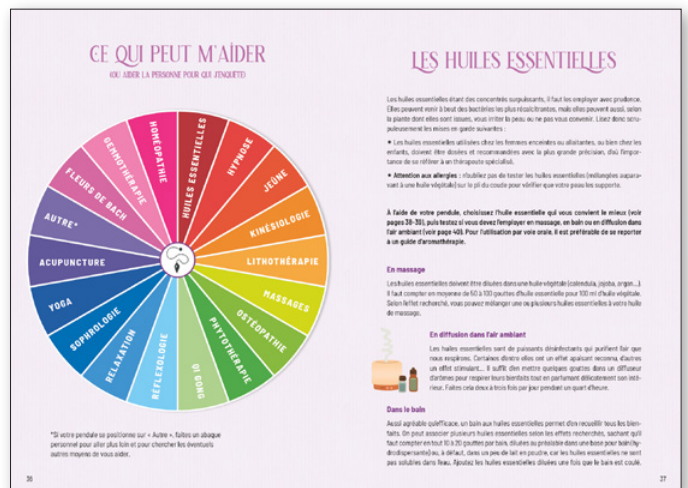 CE QUI PEUT M'AIDER
(OU AIDER LA PERSONNE POUR QUI J'ENQUÊTE)
HUILES ESSENTIELLES
HYPNOSE
JEÛNE
KINÉSIOLOGIE
LITHOTHÉRAPIE
MASSAGES
OSTÉOPATHIE
PHYTOTHÉRAPIE
QI GONG
RÉFLEXOLOGIE
RELAXATION
SOPHROLOGIE
YOGA
ACUPUNCTURE
AUTRE*
FLEURS DE BACH
GEMMOTHÉRAPIE
HOMÉOPATHIE
*Si votre pendule se positionne sur « Autre », faites un abaque
personnel pour aller plus loin et pour chercher les éventuels
autres moyens de vous aider.
36
LES HUILES ESSENTIELLES
Les huiles essentielles étant des concentrés surpuissants, il faut les employer avec prudence.
Elles peuvent venir à bout des bactéries les plus récalcitrantes, mais elles peuvent aussi, selon
la plante dont elles sont issues, vous irriter la peau ou ne pas vous convenir. Lisez donc scru-
puleusement les mises en garde suivantes :
• Les huiles essentielles utilisées chez les femmes enceintes ou allaitantes, ou bien chez les
enfants, doivent être dosées et recommandées avec la plus grande précision, d'où l'impor-
tance de se référer à un thérapeute spécialisé.
• Attention aux allergies : n'oubliez pas de tester les huiles essentielles (mélangées aupara-
vant à une huile végétale) sur le pli du coude pour vérifier que votre peau les supporte.
À l'aide de votre pendule, choisissez l'huile essentielle qui vous convient le mieux (voir
pages 38-39), puis testez si vous devez l'employer en massage, en bain ou en diffusion dans
l'air ambiant (voir page 40). Pour l'utilisation par voie orale, il est préférable de se reporter
à un guide d'aromathérapie.
En massage
Les huiles essentielles doivent être diluées dans une huile végétale (calendula, jojoba, argan…).
Il faut compter en moyenne de 50 à 100 gouttes d'huile essentielle pour 100 ml d'huile végétale.
Selon l'effet recherché, vous pouvez mélanger une ou plusieurs huiles essentielles à votre huile
de massage.
En diffusion dans l'air ambiant
Les huiles essentielles sont de puissants désinfectants qui purifient l'air que
nous respirons. Certaines d'entre elles ont un effet apaisant reconnu, d'autres
un effet stimulant… Il suffit d'en mettre quelques gouttes dans un diffuseur
d'arômes pour respirer leurs bienfaits tout en parfumant délicatement son inté-
rieur. Faites cela deux à trois fois par jour pendant un quart d'heure.
Dans le bain
Aussi agréable qu'efficace, un bain aux huiles essentielles permet d'en recueillir tous les bien-
faits. On peut associer plusieurs huiles essentielles selon les effets recherchés, sachant qu'il
faut compter en tout 10 à 20 gouttes par bain, diluées au préalable dans une base pour bain (hy-
drodispersante) ou, à défaut, dans un peu de lait en poudre, car les huiles essentielles ne sont
pas solubles dans l'eau. Ajoutez les huiles essentielles diluées une fois que le bain est coulé.
37